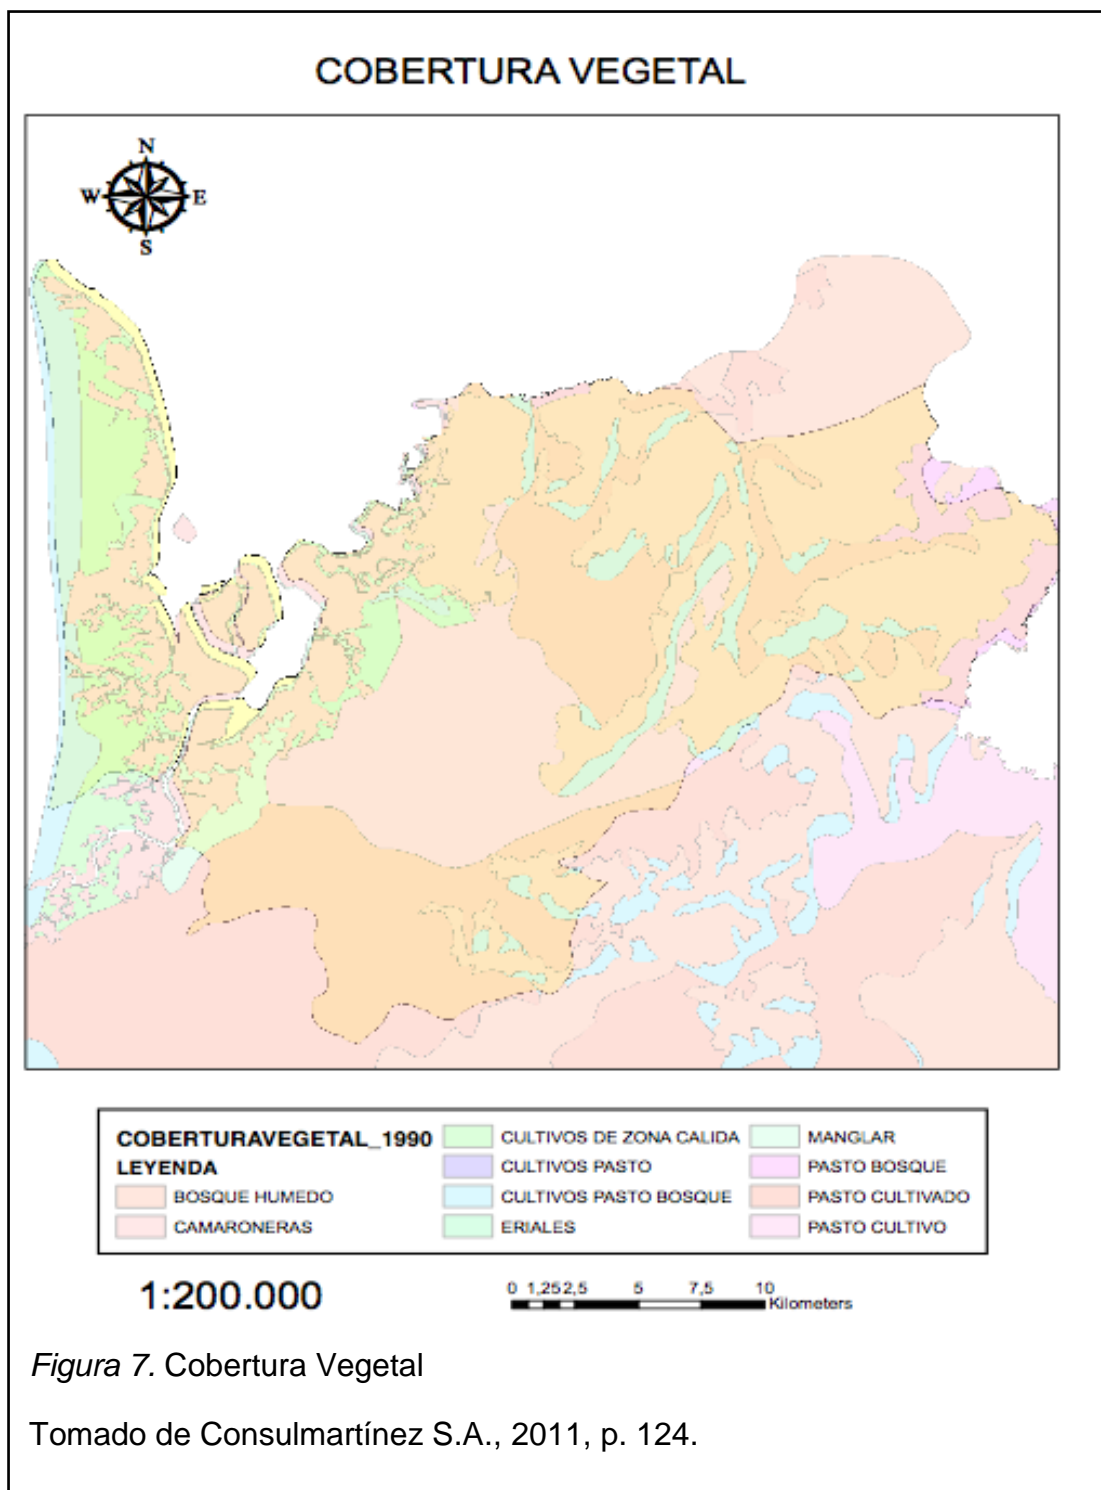 COBERTURA VEGETAL
N
W E
S
COBERTURAVEGETAL_1990
LEYENDA
BOSQUE HUMEDO
CAMARONERAS
CULTIVOS DE ZONA CALIDA
CULTIVOS PASTO
CULTIVOS PASTO BOSQUE
ERIALES
MANGLAR
PASTO BOSQUE
PASTO CULTIVADO
PASTO CULTIVO
1:200.000
0 1,252,5 5 7,5 10
Kilometers
Figura 7. Cobertura Vegetal
Tomado de Consulmartínez S.A., 2011, p. 124.